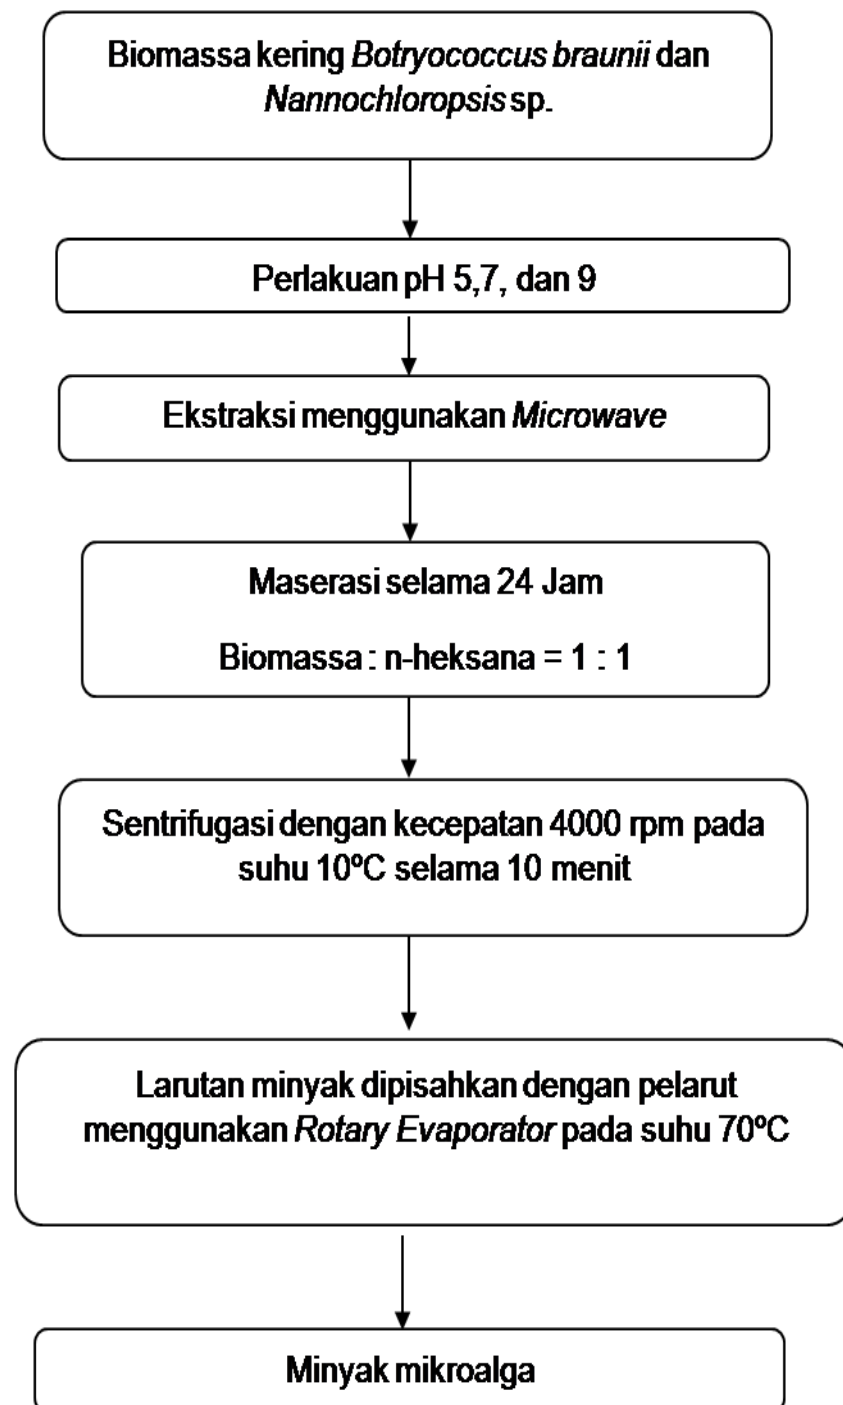 Biomassa kering Botryococcus braunii dan
Nannochloropsis sp.
Perlakuan pH 5,7, dan 9
Ekstraksi menggunakan Microwave
Maserasi selama 24 Jam
Biomassa : n-heksana = 1 : 1
Sentrifugasi dengan kecepatan 4000 rpm pada
suhu 10ºC selama 10 menit
Larutan minyak dipisahkan dengan pelarut
menggunakan Rotary Evaporator pada suhu 70ºC
Minyak mikroalga